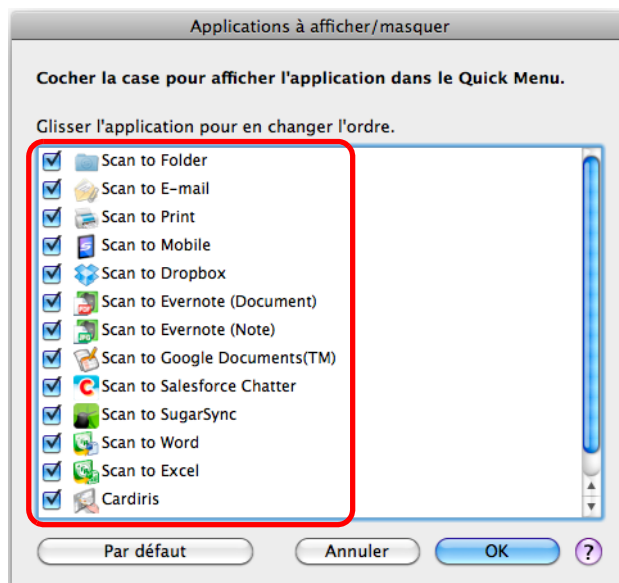 Applications à afficher/masquer
Cocher la case pour afficher l'application dans le Quick Menu.
Glisser l'application pour en changer l'ordre.
Scan to Folder
Scan to E-mail
Scan to Print
Scan to Mobile
Scan to Dropbox
Scan to Evernote (Document)
Scan to Evernote (Note)
Scan to Google Documents(TM)
Scan to Salesforce Chatter
Scan to SugarSync
Scan to Word
Scan to Excel
Cardiris
Par défaut Annuler OK ?